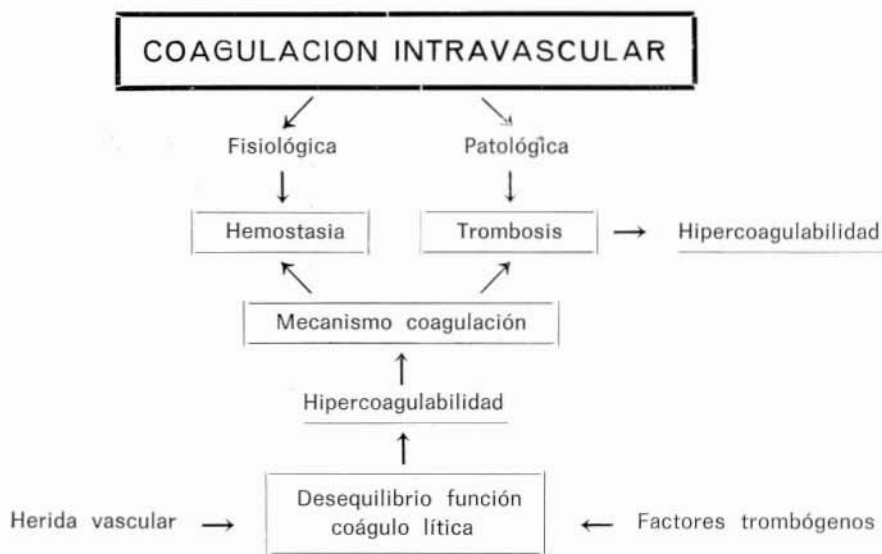 COAGULACION INTRAVASCULAR
Fisiológica
Patológica
Hemostasia
Trombosis
Hipercoagulabilidad
Mecanismo coagulación
Hipercoagulabilidad
Herida vascular
Desequilibrio función
coágulo lítica
Factores trombógenos